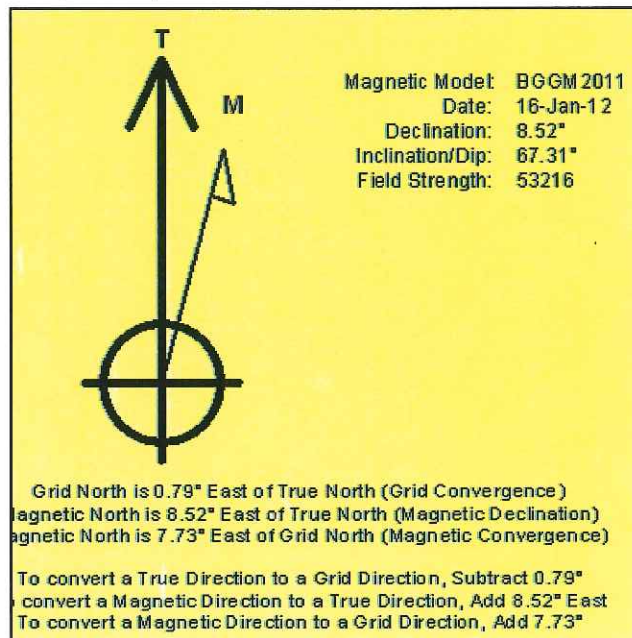 T
M
Magnetic Model: BGGM 2011
Date: 16-Jan-12
Declination: 8.52°
Inclination/Dip: 67.31°
Field Strength: 53216
Grid North is 0.79° East of True North (Grid Convergence)
agnetic North is 8.52° East of True North (Magnetic Declination)
agnetic North is 7.73° East of Grid North (Magnetic Convergence)
To convert a True Direction to a Grid Direction, Subtract 0.79°
convert a Magnetic Direction to a True Direction, Add 8.52° East
To convert a Magnetic Direction to a Grid Direction, Add 7.73°